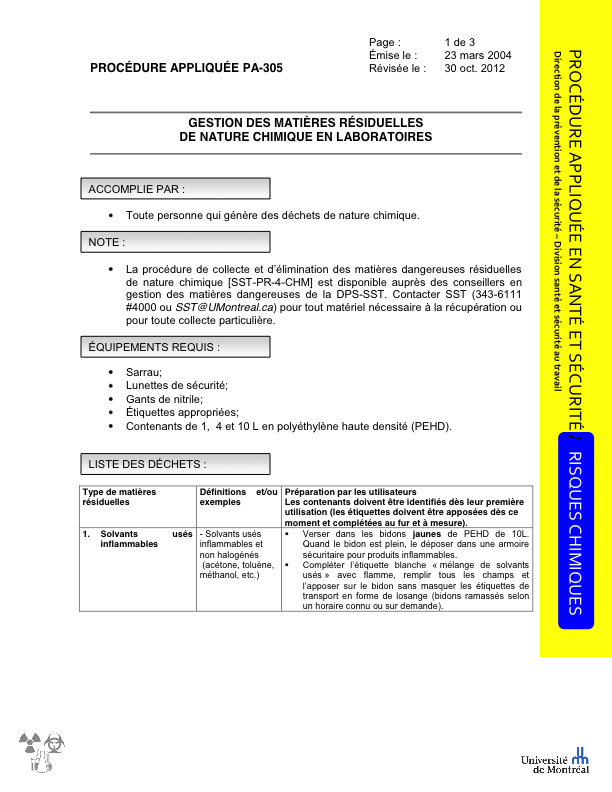 Page : 1 de 3
Émise le : 23 mars 2004
PROCÉDURE APPLIQUÉE PA-305 Révisée le : 30 oct. 2012
GESTION DES MATIÈRES RÉSIDUELLES
DE NATURE CHIMIQUE EN LABORATOIRES
ACCOMPLIE PAR :
• Toute personne qui génère des déchets de nature chimique.
NOTE :
• La procédure de collecte et d'élimination des matières dangereuses résiduelles
de nature chimique [SST-PR-4-CHM] est disponible auprès des conseillers en
gestion des matières dangereuses de la DPS-SST. Contacter SST (343-6111
#4000 ou SST@UMontreal.ca) pour tout matériel nécessaire à la récupération ou
pour toute collecte particulière.
ÉQUIPEMENTS REQUIS :
• Sarrau;
• Lunettes de sécurité;
• Gants de nitrile;
• Étiquettes appropriées;
• Contenants de 1, 4 et 10 L en polyéthylène haute densité (PEHD).
LISTE DES DÉCHETS :
Type de matières
résiduelles
Définitions et/ou
exemples
Préparation par les utilisateurs
Les contenants doivent être identifiés dès leur première
utilisation (les étiquettes doivent être apposées dès ce
moment et complétées au fur et à mesure).
1. Solvants usés
inflammables
- Solvants usés
inflammables et
non halogénés
(acétone, toluène,
méthanol, etc.)
▪ Verser dans les bidons jaunes de PEHD de 10L.
Quand le bidon est plein, le déposer dans une armoire
sécuritaire pour produits inflammables.
▪ Compléter l'étiquette blanche « mélange de solvants
usés » avec flamme, remplir tous les champs et
l'apposer sur le bidon sans masquer les étiquettes de
transport en forme de losange (bidons ramassés selon
un horaire connu ou sur demande).
PROCÉDURE APPLIQUÉE EN SANTÉ ET SÉCURITÉ / RISQUES CHIMIQUES
Direction de la prévention et de la sécurité – Division santé et sécurité au travail
Université
de Montréal